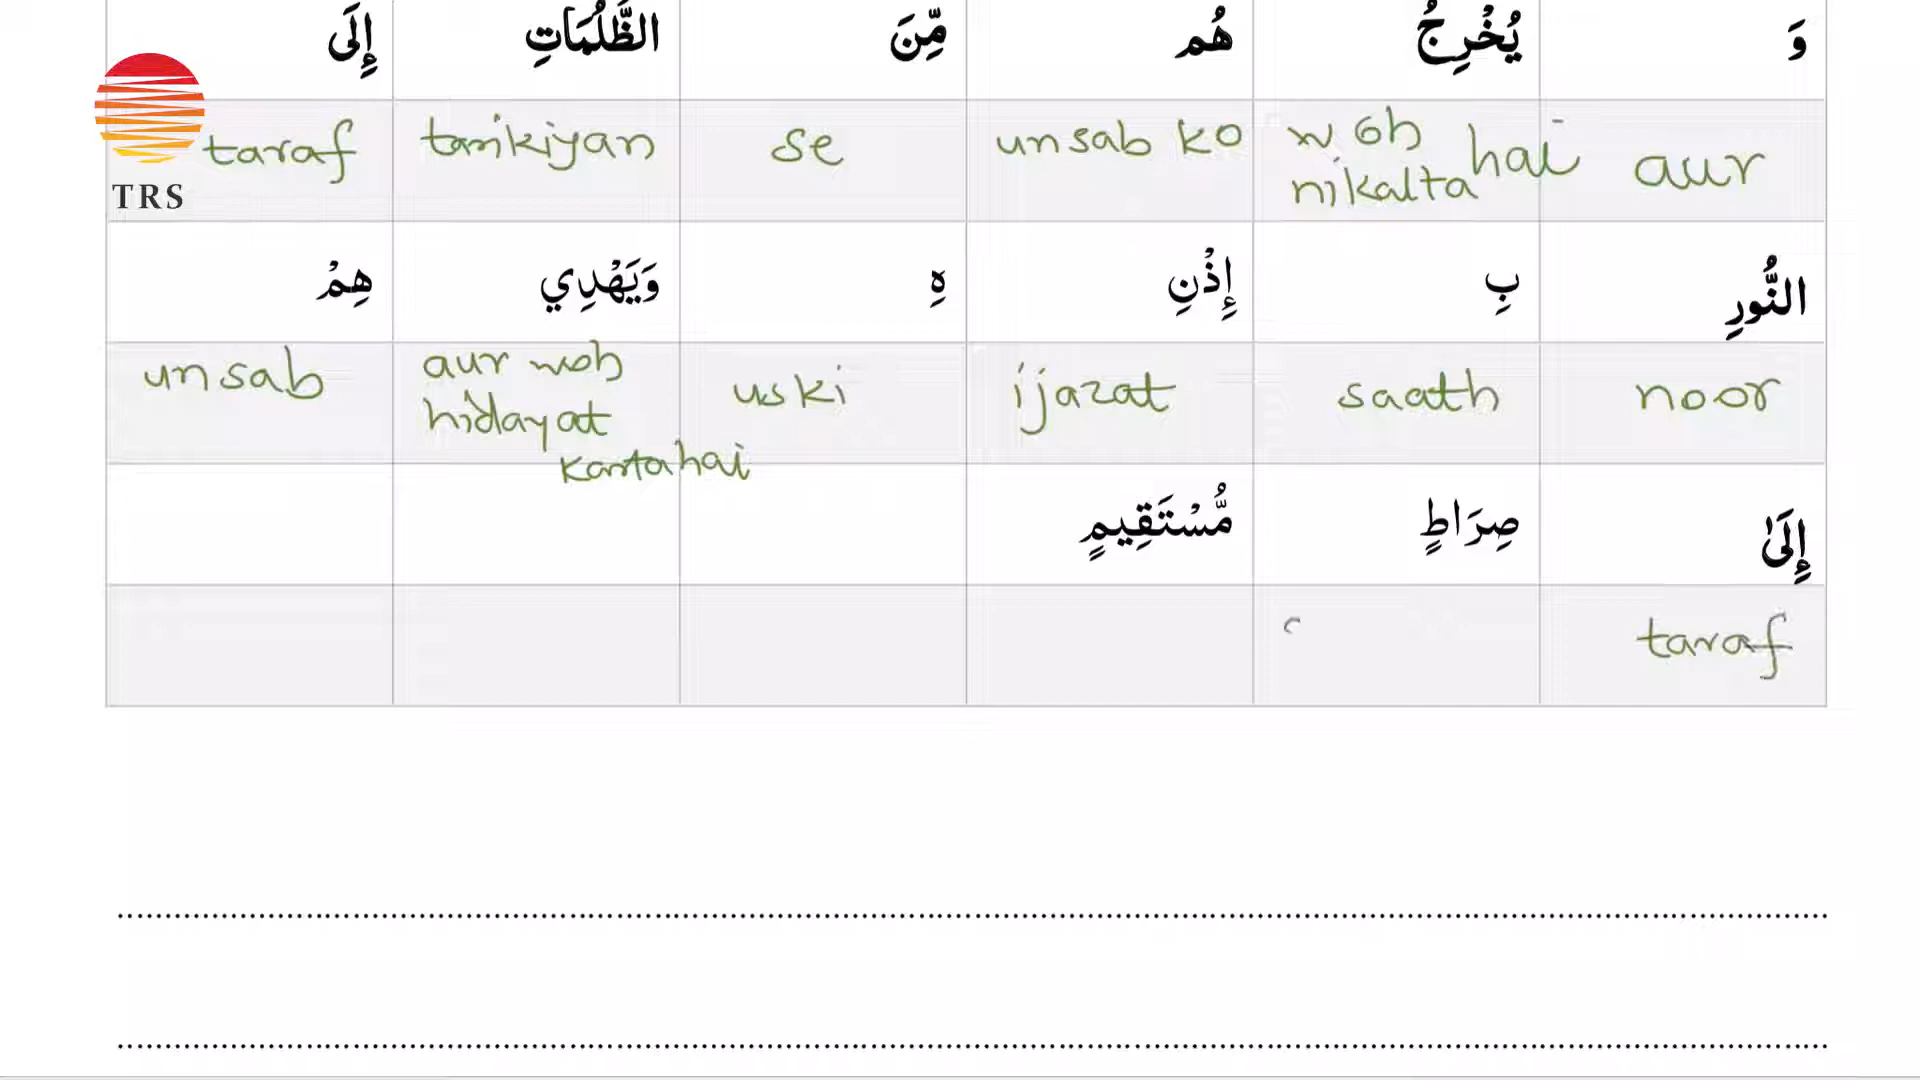 وَ يُخْرِجُ هُم مِّنَ الظُّلُمَاتِ إِلَى
aur woh nikalta hai unsab ko se tarikiyan taraf
TRS
النُّورِ بِ إِذْنِ هِ وَيَهْدِي هِمْ
noor saath ijazat uski aur woh hidayat karta hai unsab
إِلَىٰ صِرَاطٍ مُّسْتَقِيمٍ
taraf